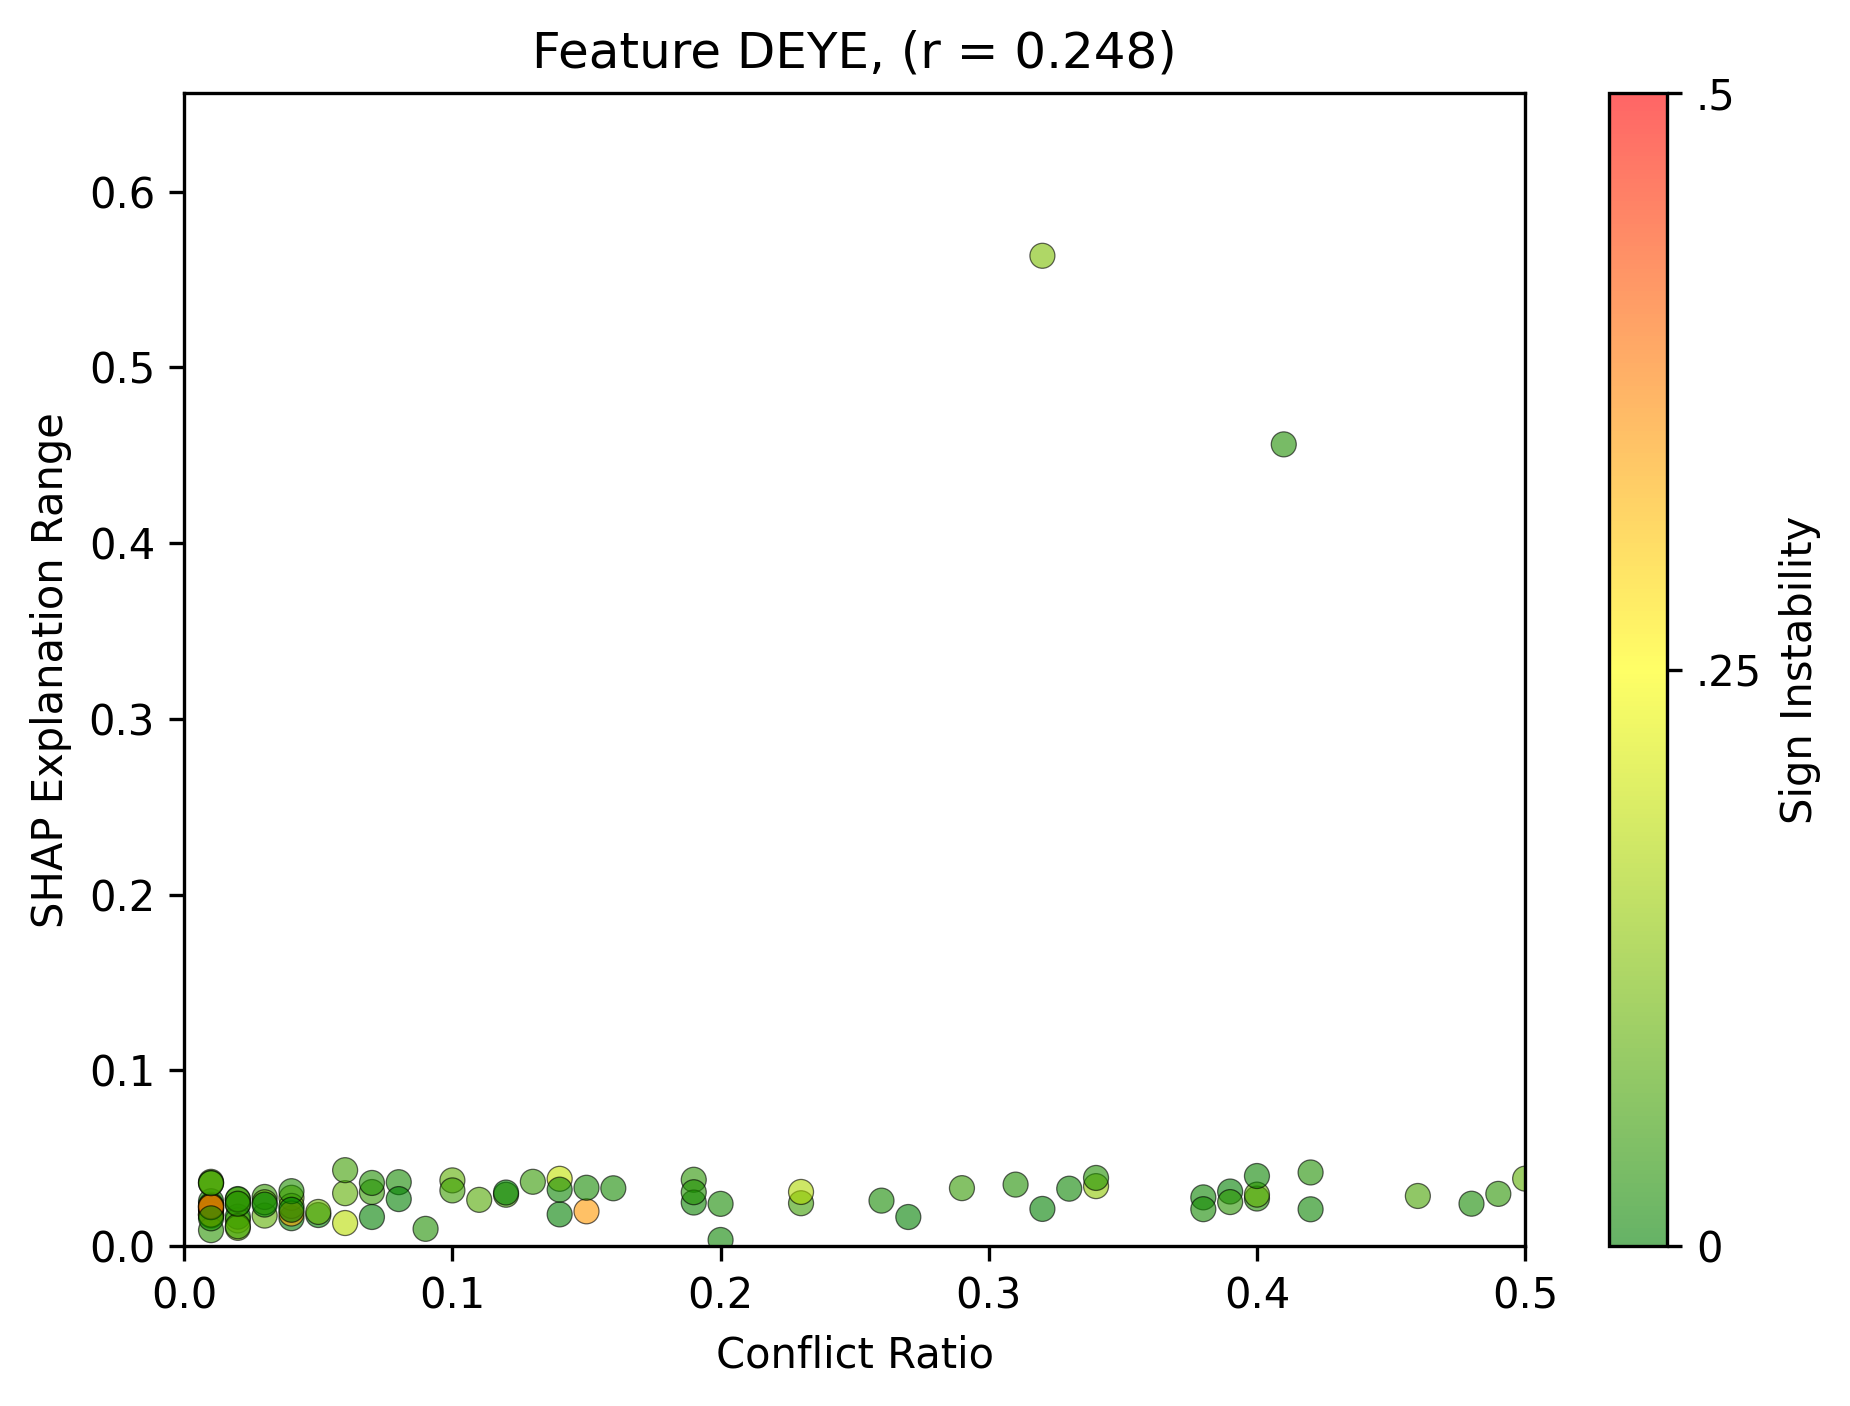 Feature DEYE, (r = 0.248)
SHAP Explanation Range
0.6
0.5
0.4
0.3
0.2
0.1
0.0
0.0 0.1 0.2 0.3 0.4 0.5
Conflict Ratio
.5
.25
0
Sign Instability